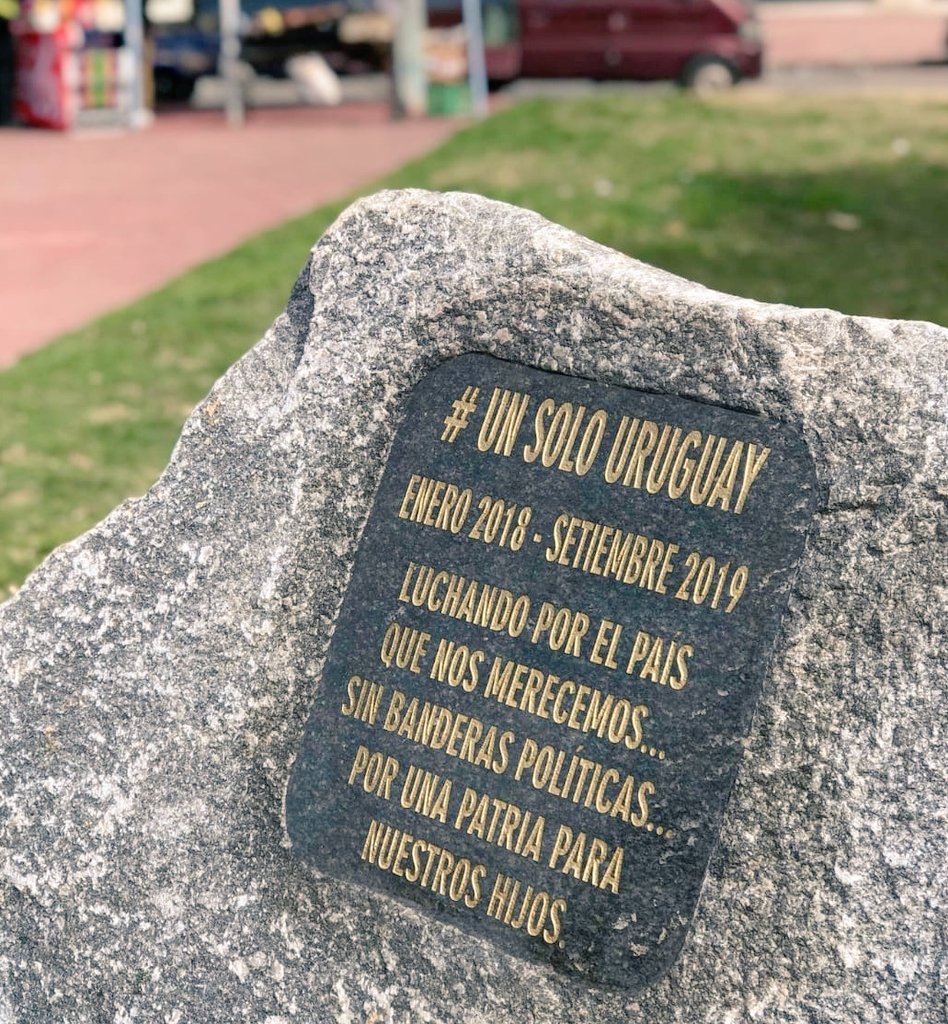 # UN SOLO URUGUAY
ENERO 2018 - SETIEMBRE 2019
LUCHANDO POR EL PAÍS
QUE NOS MERECEMOS...
SIN BANDERAS POLÍTICAS...
POR UNA PATRIA PARA
NUESTROS HIJOS.